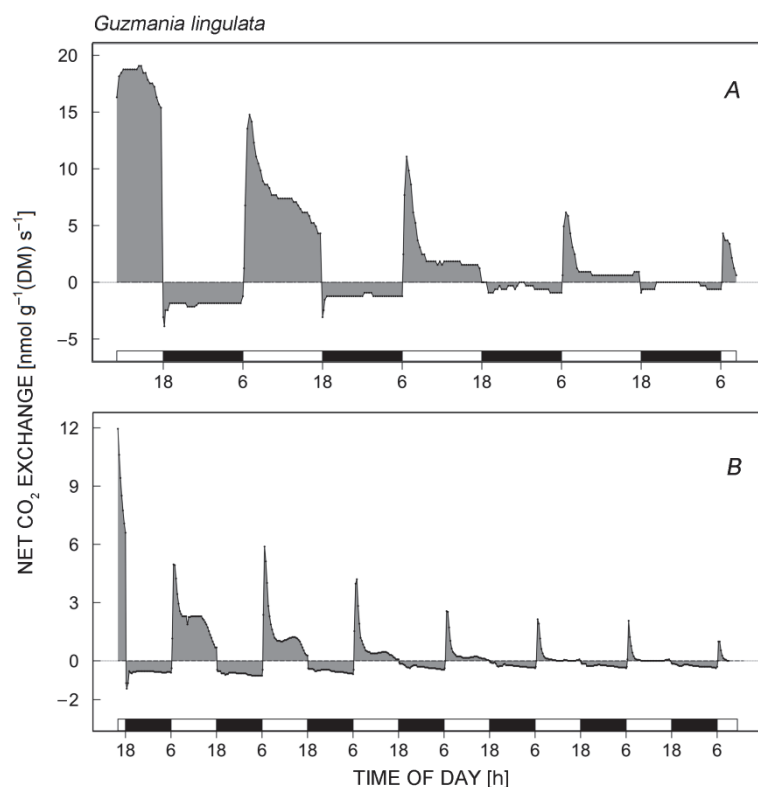 Guzmania lingulata
A
20
15
10
5
0
−5
18 6 18 6 18 6 18 6
NET CO₂ EXCHANGE [nmol g⁻¹(DM) s⁻¹]
B
12
9
6
3
0
−2
18 6 18 6 18 6 18 6 18 6 18 6 18 6
TIME OF DAY [h]